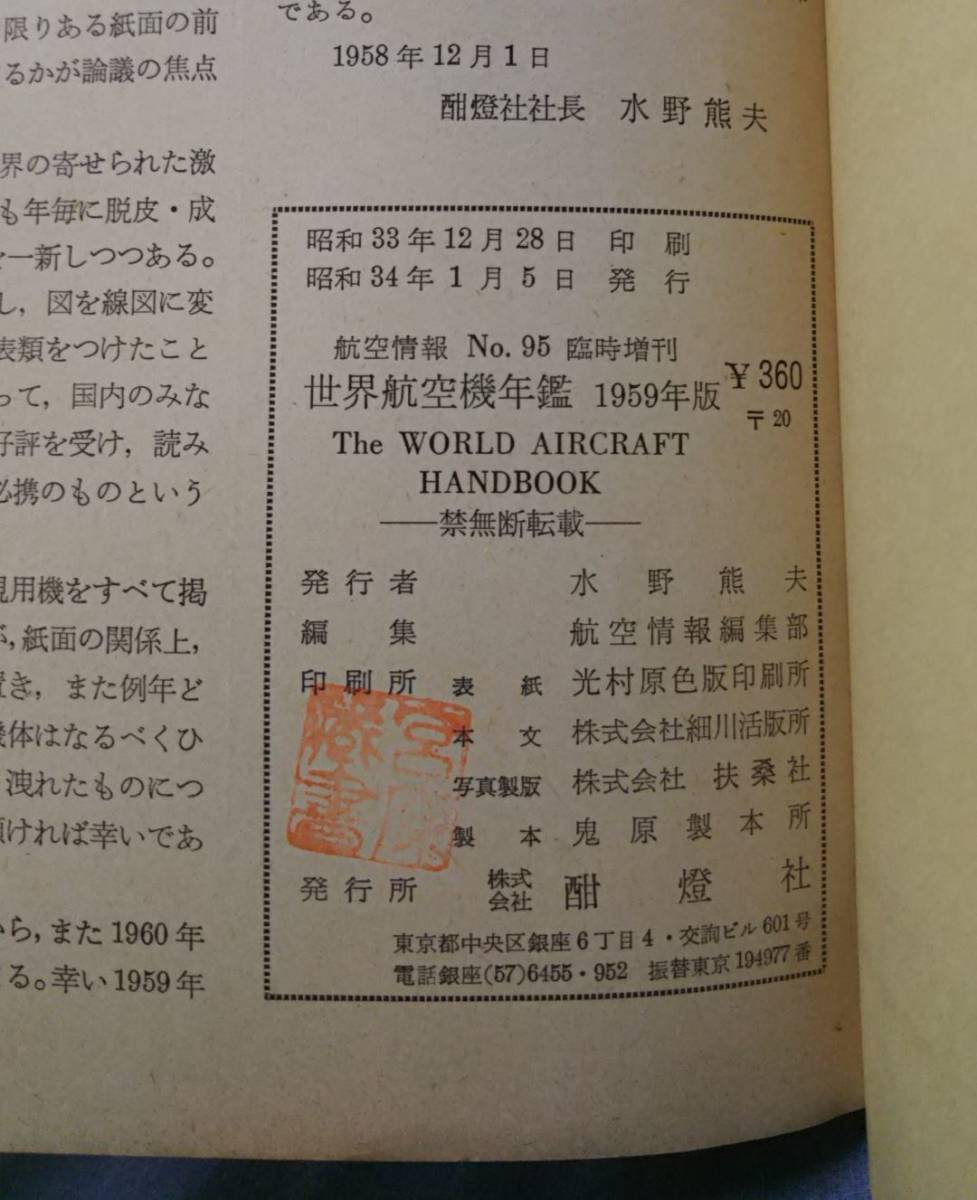 限りある紙面の前
るかが論議の焦点
界の寄せられた激
も年毎に脱皮・成
一新しつつある。
し，図を線図に変
表類をつけたこと
って，国内のみな
好評を受け，読み
必携のものという
現用機をすべて掲
が，紙面の関係上，
置き，また例年ど
機体はなるべくひ
洩れたものにつ
頂ければ幸いであ
から，また1960年
る。幸い1959年
である。
1958年12月1日
酣燈社社長 水野熊夫
昭和33年12月28日 印刷
昭和34年1月5日 発行
航空情報 No. 95 臨時増刊
世界航空機年鑑 1959年版 ￥360
〒20
The WORLD AIRCRAFT
HANDBOOK
――禁無断転載――
発行者 水野熊夫
編集 航空情報編集部
印刷所 表紙 光村原色版印刷所
本文 株式会社細川活版所
写真製版 株式会社 扶桑社
製本 鬼原製本所
発行所 株式会社 酣燈社
東京都中央区銀座6丁目4・交詢ビル601号
電話銀座(57)6455・952 振替東京194977番